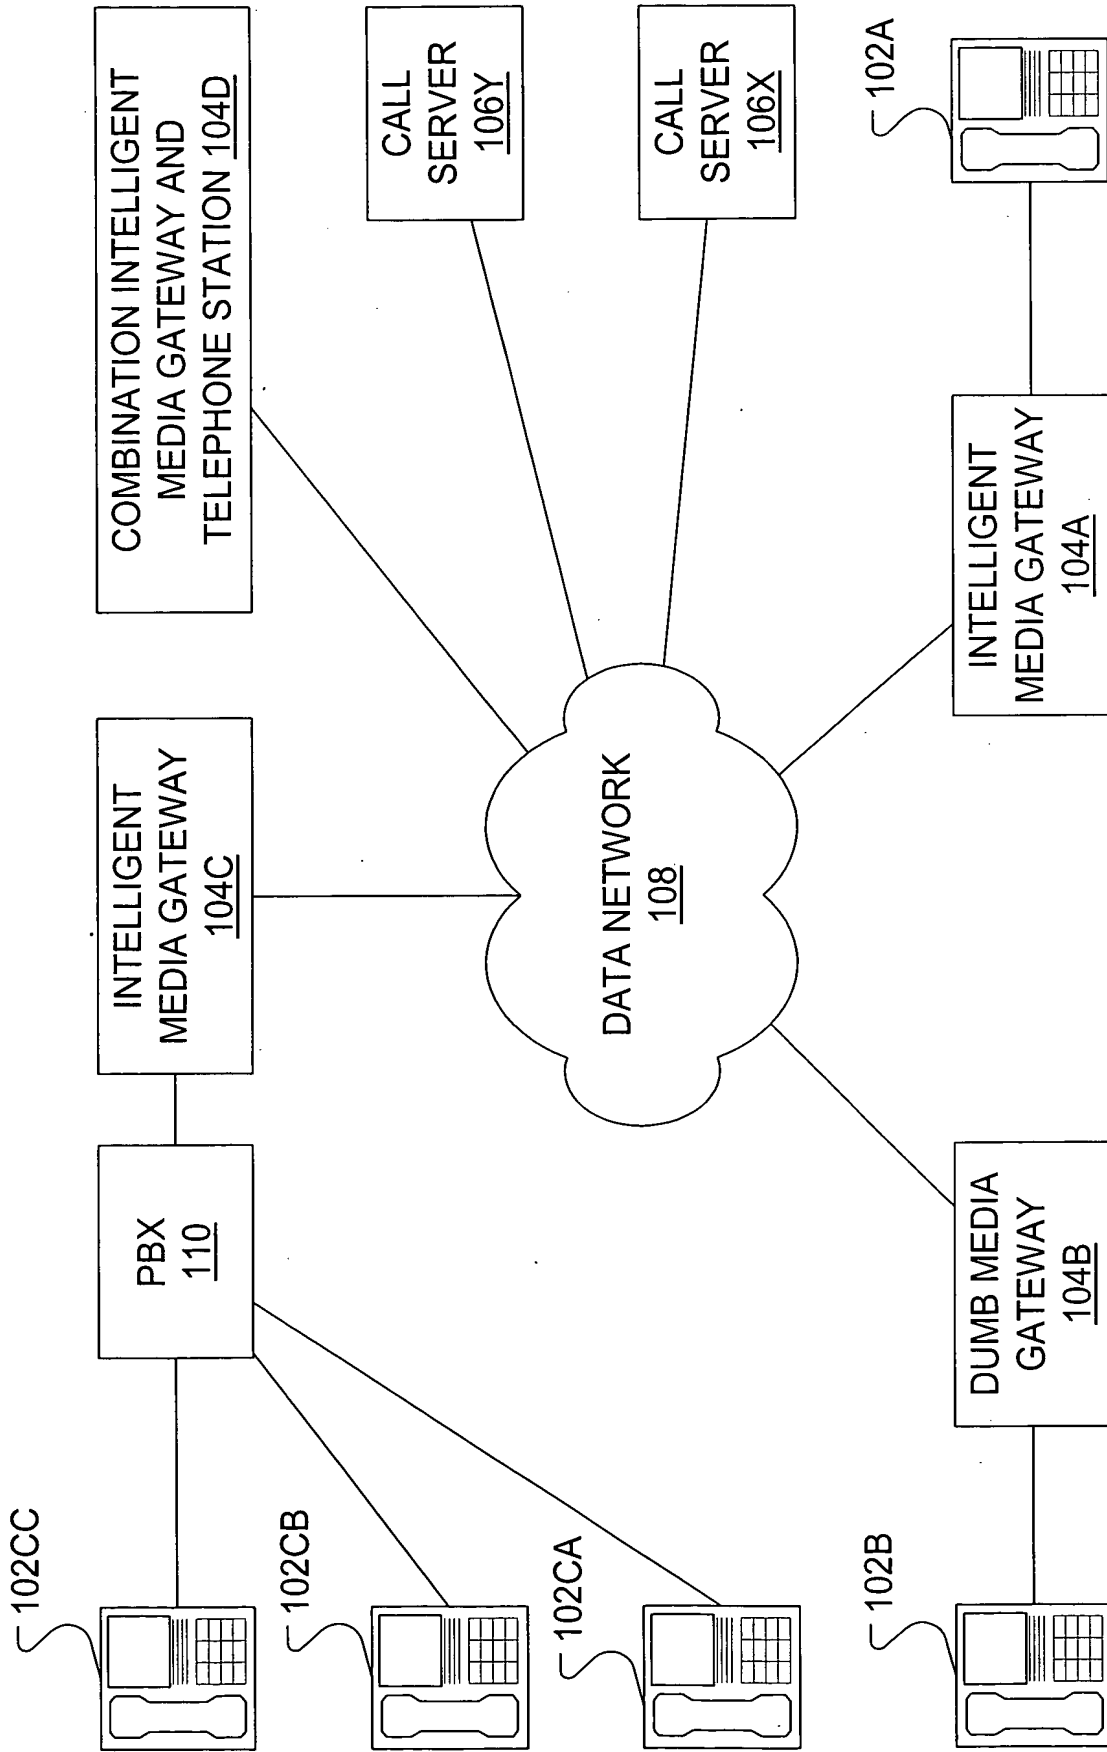 102CC
102CB
102CA
102B
PBX
110
INTELLIGENT
MEDIA GATEWAY
104C
COMBINATION INTELLIGENT
MEDIA GATEWAY AND
TELEPHONE STATION 104D
CALL
SERVER
106Y
CALL
SERVER
106X
DATA NETWORK
108
DUMB MEDIA
GATEWAY
104B
INTELLIGENT
MEDIA GATEWAY
104A
102A